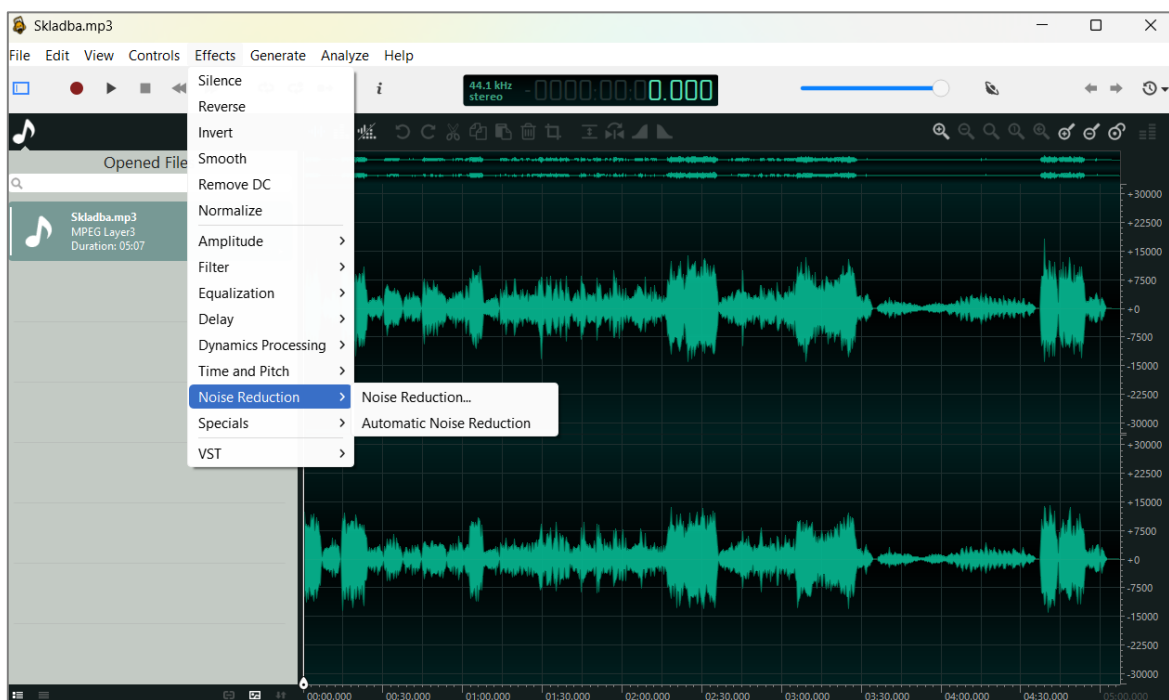 Skladba.mp3
File Edit View Controls Effects Generate Analyze Help
44.1 kHz
stereo
-0000:00:00.000
Opened File
Skladba.mp3
MPEG Layer3
Duration: 05:07
Silence
Reverse
Invert
Smooth
Remove DC
Normalize
Amplitude
Filter
Equalization
Delay
Dynamics Processing
Time and Pitch
Noise Reduction
Specials
VST
Noise Reduction...
Automatic Noise Reduction
+30000
+22500
+15000
+7500
+0
-7500
-15000
-22500
-30000
+30000
+22500
+15000
+7500
+0
-7500
-15000
-22500
-30000
00:00.000 00:30.000 01:00.000 01:30.000 02:00.000 02:30.000 03:00.000 03:30.000 04:00.000 04:30.000 05:00.000